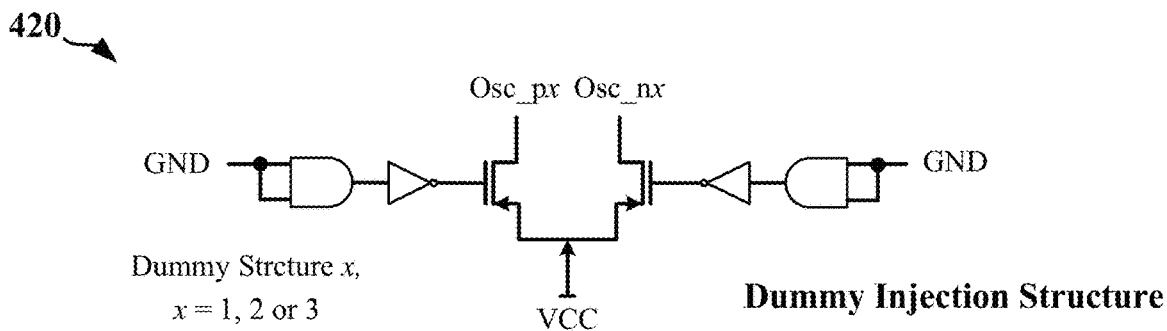 420
Osc_px Osc_nx
GND
GND
Dummy Strcture x,
x = 1, 2 or 3
VCC
Dummy Injection Structure